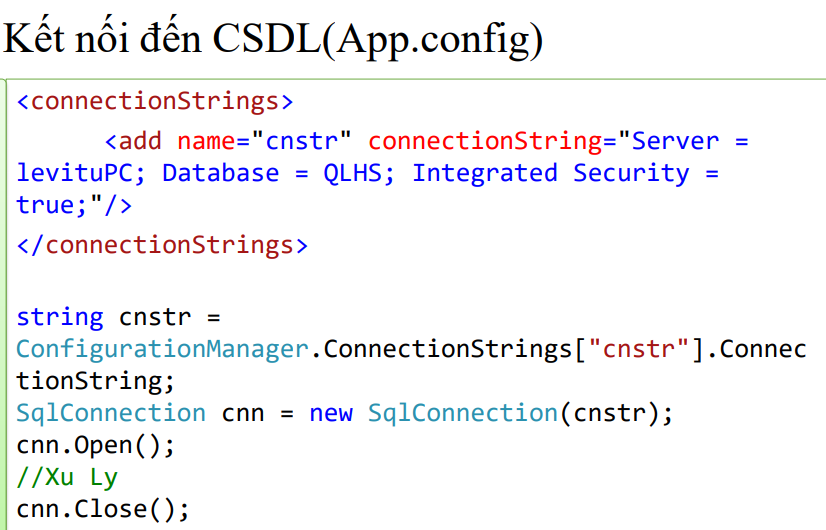 Kết nối đến CSDL(App.config)
<connectionStrings>
<add name="cnstr" connectionString="Server =
levituPC; Database = QLHS; Integrated Security =
true;"/>
</connectionStrings>
string cnstr =
ConfigurationManager.ConnectionStrings["cnstr"].Connec
tionString;
SqlConnection cnn = new SqlConnection(cnstr);
cnn.Open();
//Xu Ly
cnn.Close();